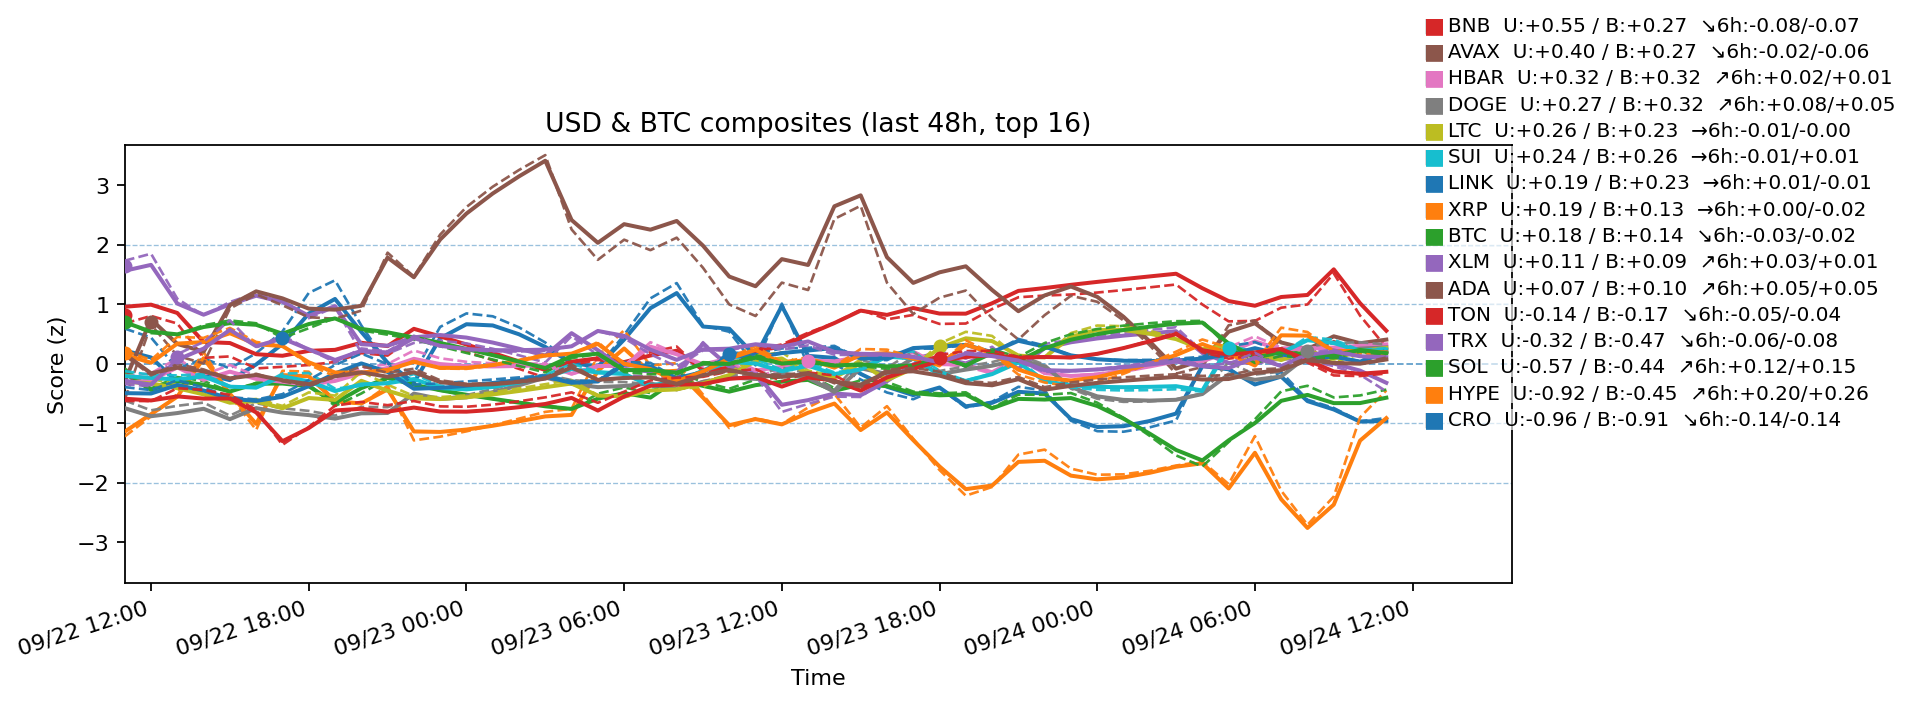 BNB  U:+0.55 / B:+0.27  ↘6h:-0.08/-0.07
AVAX  U:+0.40 / B:+0.27  ↘6h:-0.02/-0.06
HBAR  U:+0.32 / B:+0.32  ↗6h:+0.02/+0.01
DOGE  U:+0.27 / B:+0.32  ↗6h:+0.08/+0.05
LTC  U:+0.26 / B:+0.23  →6h:-0.01/-0.00
SUI  U:+0.24 / B:+0.26  →6h:-0.01/+0.01
LINK  U:+0.19 / B:+0.23  →6h:+0.01/-0.01
XRP  U:+0.19 / B:+0.13  →6h:+0.00/-0.02
BTC  U:+0.18 / B:+0.14  ↘6h:-0.03/-0.02
XLM  U:+0.11 / B:+0.09  ↗6h:+0.03/+0.01
ADA  U:+0.07 / B:+0.10  ↗6h:+0.05/+0.05
TON  U:-0.14 / B:-0.17  ↘6h:-0.05/-0.04
TRX  U:-0.32 / B:-0.47  ↘6h:-0.06/-0.08
SOL  U:-0.57 / B:-0.44  ↗6h:+0.12/+0.15
HYPE  U:-0.92 / B:-0.45  ↗6h:+0.20/+0.26
CRO  U:-0.96 / B:-0.91  ↘6h:-0.14/-0.14
USD & BTC composites (last 48h, top 16)
Score (z)
3
2
1
0
−1
−2
−3
09/22 12:00
09/22 18:00
09/23 00:00
09/23 06:00
09/23 12:00
09/23 18:00
09/24 00:00
09/24 06:00
09/24 12:00
Time